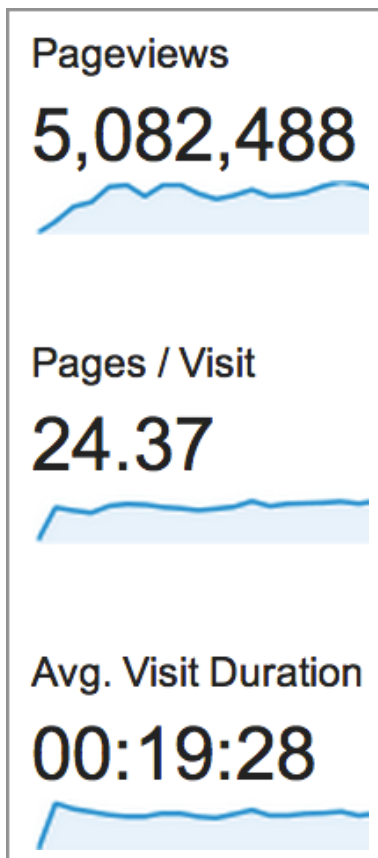 Pageviews
5,082,488
Pages / Visit
24.37
Avg. Visit Duration
00:19:28